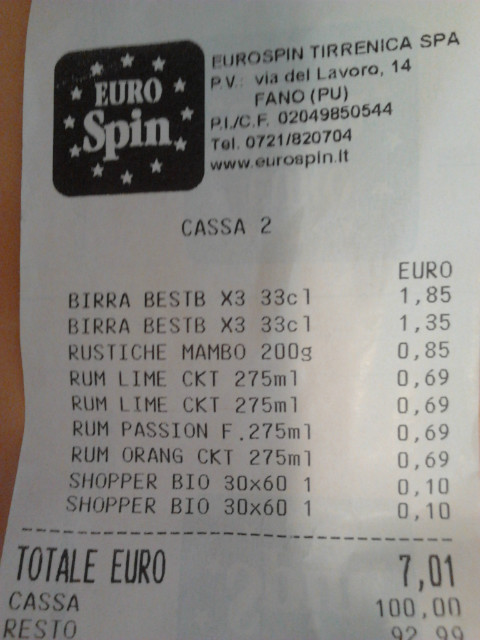 EURO
Spin
EUROSPIN TIRRENICA SPA
P.V.: via del Lavoro, 14
FANO (PU)
P.I./C.F. 02049850544
Tel. 0721/820704
www.eurospin.it
CASSA 2
EURO
BIRRA BESTB X3 33cl 1,85
BIRRA BESTB X3 33cl 1,35
RUSTICHE MAMBO 200g 0,85
RUM LIME CKT 275ml 0,69
RUM LIME CKT 275ml 0,69
RUM PASSION F.275ml 0,69
RUM ORANG CKT 275ml 0,69
SHOPPER BIO 30x60 1 0,10
SHOPPER BIO 30x60 1 0,10
TOTALE EURO 7,01
CASSA 100,00
RESTO 92,99